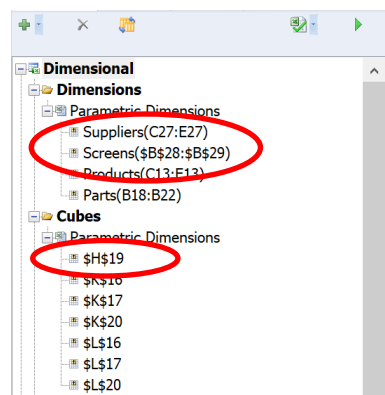 Dimensional
Dimensions
Parametric Dimensions
Suppliers(C27:E27)
Screens($B$28:$B$29)
Products(C13:E13)
Parts(B18:B22)
Cubes
Parametric Dimensions
$H$19
$K$16
$K$17
$K$20
$L$16
$L$17
$L$20